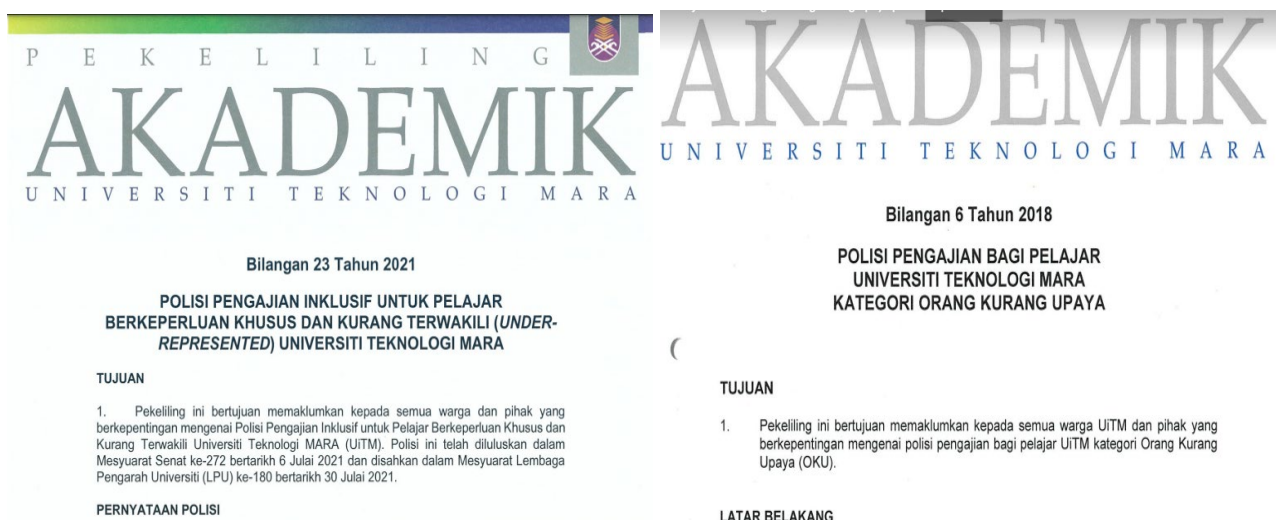 PEKELILING
AKADEMIK
UNIVERSITI TEKNOLOGI MARA
Bilangan 23 Tahun 2021
POLISI PENGAJIAN INKLUSIF UNTUK PELAJAR
BERKEPERLUAN KHUSUS DAN KURANG TERWAKILI (UNDER-
REPRESENTED) UNIVERSITI TEKNOLOGI MARA
TUJUAN
1. Pekeliling ini bertujuan memaklumkan kepada semua warga dan pihak yang
berkepentingan mengenai Polisi Pengajian Inklusif untuk Pelajar Berkeperluan Khusus dan
Kurang Terwakili Universiti Teknologi MARA (UiTM). Polisi ini telah diluluskan dalam
Mesyuarat Senat ke-272 bertarikh 6 Julai 2021 dan disahkan dalam Mesyuarat Lembaga
Pengarah Universiti (LPU) ke-180 bertarikh 30 Julai 2021.
PERNYATAAN POLISI
AKADEMIK
UNIVERSITI TEKNOLOGI MARA
Bilangan 6 Tahun 2018
POLISI PENGAJIAN BAGI PELAJAR
UNIVERSITI TEKNOLOGI MARA
KATEGORI ORANG KURANG UPAYA
TUJUAN
1. Pekeliling ini bertujuan memaklumkan kepada semua warga UiTM dan pihak yang
berkepentingan mengenai polisi pengajian bagi pelajar UiTM kategori Orang Kurang
Upaya (OKU).
LATAR BELAKANG